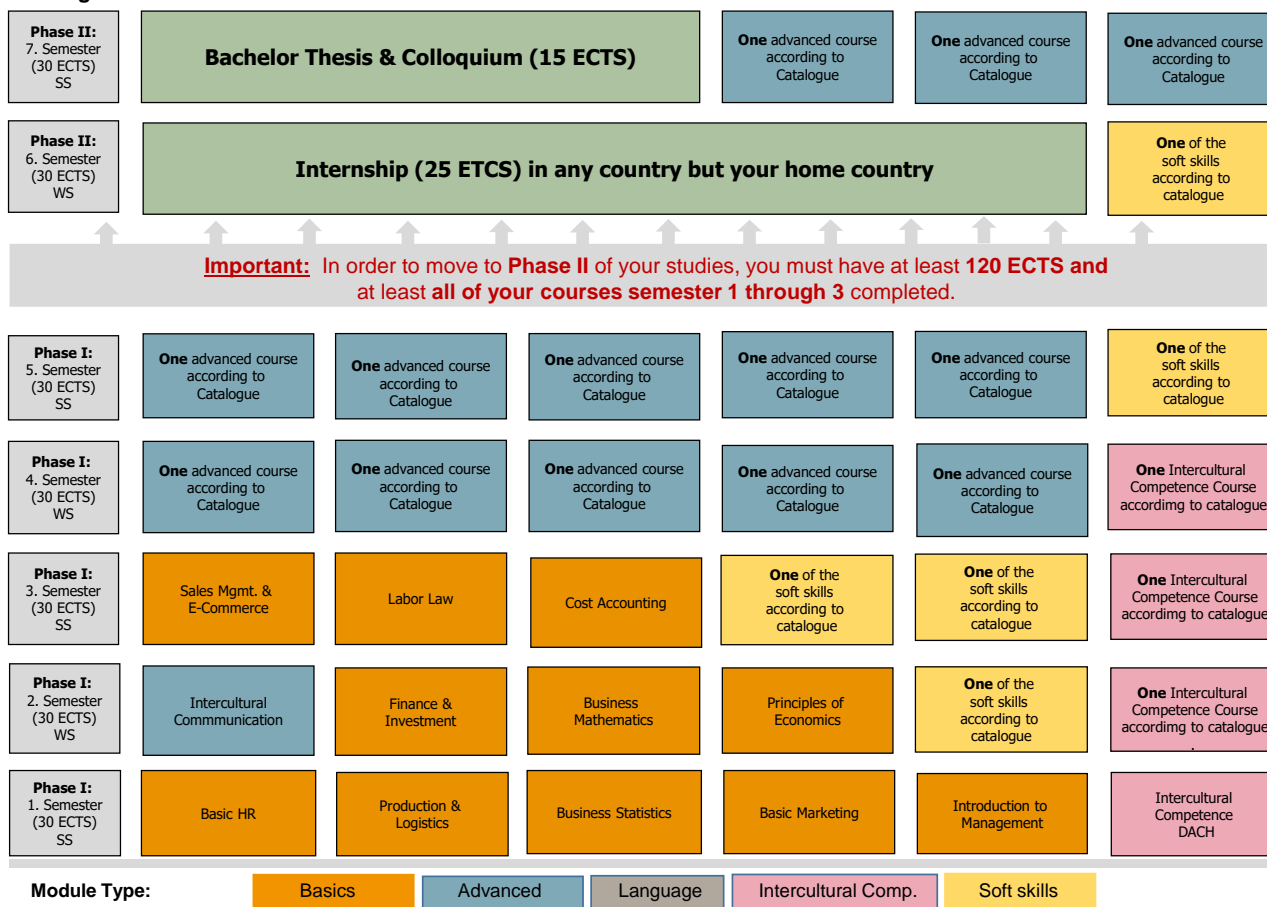 Phase II:
7. Semester
(30 ECTS)
SS
Bachelor Thesis & Colloquium (15 ECTS)
One advanced course
according to
Catalogue
One advanced course
according to
Catalogue
One advanced course
according to
Catalogue
Phase II:
6. Semester
(30 ECTS)
WS
Internship (25 ETCS) in any country but your home country
One of the
soft skills
according to
catalogue
Important: In order to move to Phase II of your studies, you must have at least 120 ECTS and
at least all of your courses semester 1 through 3 completed.
Phase I:
5. Semester
(30 ECTS)
SS
One advanced course
according to
Catalogue
One advanced course
according to
Catalogue
One advanced course
according to
Catalogue
One advanced course
according to
Catalogue
One advanced course
according to
Catalogue
One of the
soft skills
according to
catalogue
Phase I:
4. Semester
(30 ECTS)
WS
One advanced course
according to
Catalogue
One advanced course
according to
Catalogue
One advanced course
according to
Catalogue
One advanced course
according to
Catalogue
One advanced course
according to
Catalogue
One Intercultural
Competence Course
accordimg to catalogue
Phase I:
3. Semester
(30 ECTS)
SS
Sales Mgmt. &
E-Commerce
Labor Law
Cost Accounting
One of the
soft skills
according to
catalogue
One of the
soft skills
according to
catalogue
One Intercultural
Competence Course
accordimg to catalogue
Phase I:
2. Semester
(30 ECTS)
WS
Intercultural
Commmunication
Finance &
Investment
Business
Mathematics
Principles of
Economics
One of the
soft skills
according to
catalogue
One Intercultural
Competence Course
accordimg to catalogue
.
Phase I:
1. Semester
(30 ECTS)
SS
Basic HR
Production &
Logistics
Business Statistics
Basic Marketing
Introduction to
Management
Intercultural
Competence
DACH
Module Type:
Basics
Advanced
Language
Intercultural Comp.
Soft skills